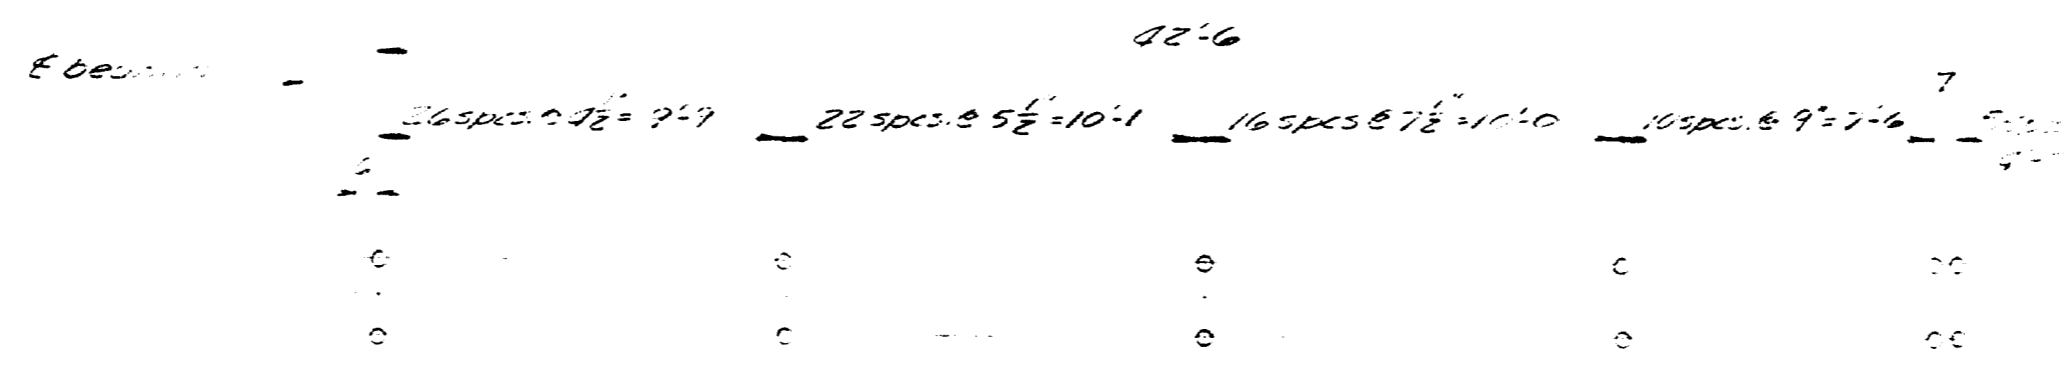 42'-6
℄ bearing
7
26 spcs. @ 4½" = 9'-9 22 spcs. @ 5½" = 10'-1 16 spcs @ 7½" = 10'-0 10 spcs. @ 9" = 7'-6